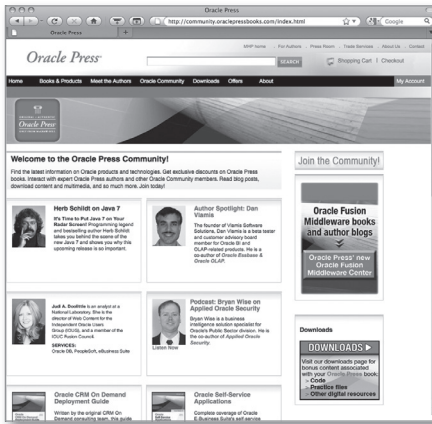 Oracle Press
http://community.oraclepressbooks.com/index.html
Google
Oracle Press
MHP home
For Authors
Press Room
Trade Services
About Us
Contact
Oracle Press
SEARCH
Shopping Cart | Checkout
Home
Books & Products
Meet the Authors
Oracle Community
Downloads
Offers
About
My Account
Oracle Press
Welcome to the Oracle Press Community!
Find the latest information on Oracle products and technologies. Get exclusive discounts on Oracle Press
books. Interact with expert Oracle Press authors and other Oracle Community members. Read blog posts,
download content and multimedia, and so much more. Join today!
Herb Schildt on Java 7
It's Time to Put Java 7 on Your
Radar Screen! Programming legend
and bestselling author Herb Schildt
takes you behind the scene of the
new Java 7 and shows you why this
upcoming release is so important.
Author Spotlight: Dan
Vlamis
The founder of Vlamis Software
Solutions, Dan Vlamis is a beta tester
and customer advisory board
member for Oracle BI and
OLAP-related products. He is a
co-author of Oracle Essbase &
Oracle OLAP.
Judi A. Doolittle is an analyst at a
National Laboratory. She is the
director of Web Content for the
Independent Oracle Users
Group (IOUG), and a member of the
IOUC Fusion Council.
SERVICES:
Oracle DB, PeopleSoft, eBusiness Suite
Podcast: Bryan Wise on
Applied Oracle Security
Bryan Wise is a business
intelligence solution specialist for
Oracle's Public Sector division. He is
the co-author of Applied Oracle
Security.
Listen Now
Oracle CRM On Demand
Deployment Guide
Written by the original CRM On
Demand consulting team, this guide
Oracle Self-Service
Applications
Complete coverage of Oracle
E-Business Suite's self-service
Join the Community!
Oracle Fusion
Middleware books
and author blogs
Oracle Press' new
Oracle Fusion
Middleware Center
Downloads
DOWNLOADS
Visit our downloads page for
bonus content associated
with your Oracle Press book.
Code
Practice files
Other digital resources